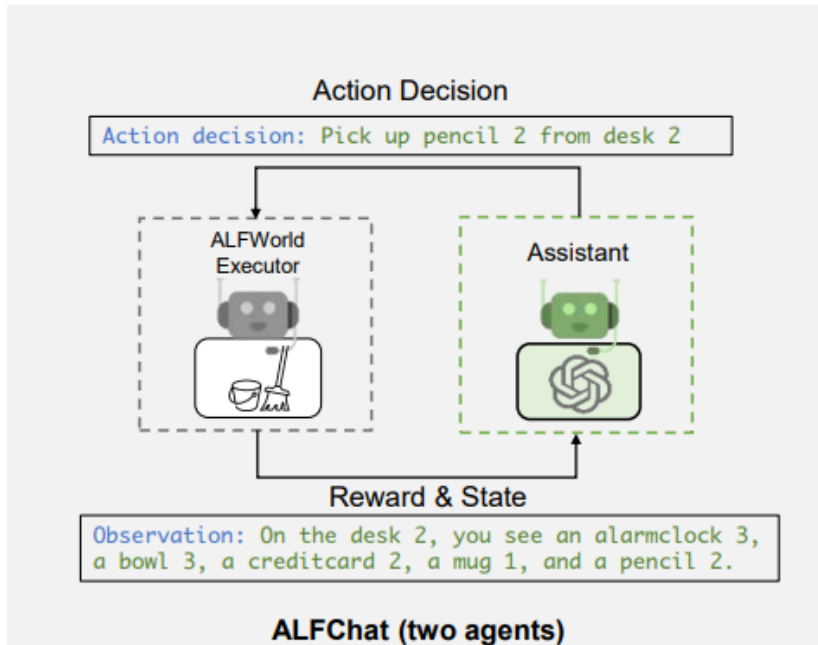 Action Decision
Action decision: Pick up pencil 2 from desk 2
ALFWorld
Executor
Assistant
Reward & State
Observation: On the desk 2, you see an alarmclock 3,
a bowl 3, a creditcard 2, a mug 1, and a pencil 2.
ALFChat (two agents)